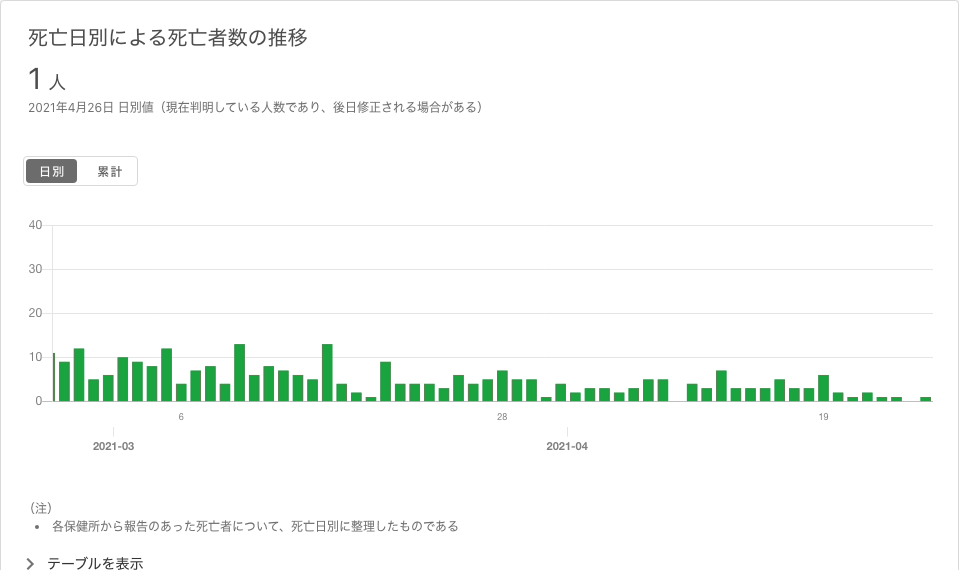 死亡日別による死亡者数の推移
1 人
2021年4月26日 日別値（現在判明している人数であり、後日修正される場合がある）
日別 累計
40
30
20
10
0
6 28 19
2021-03 2021-04
（注）
• 各保健所から報告のあった死亡者について、死亡日別に整理したものである
テーブルを表示